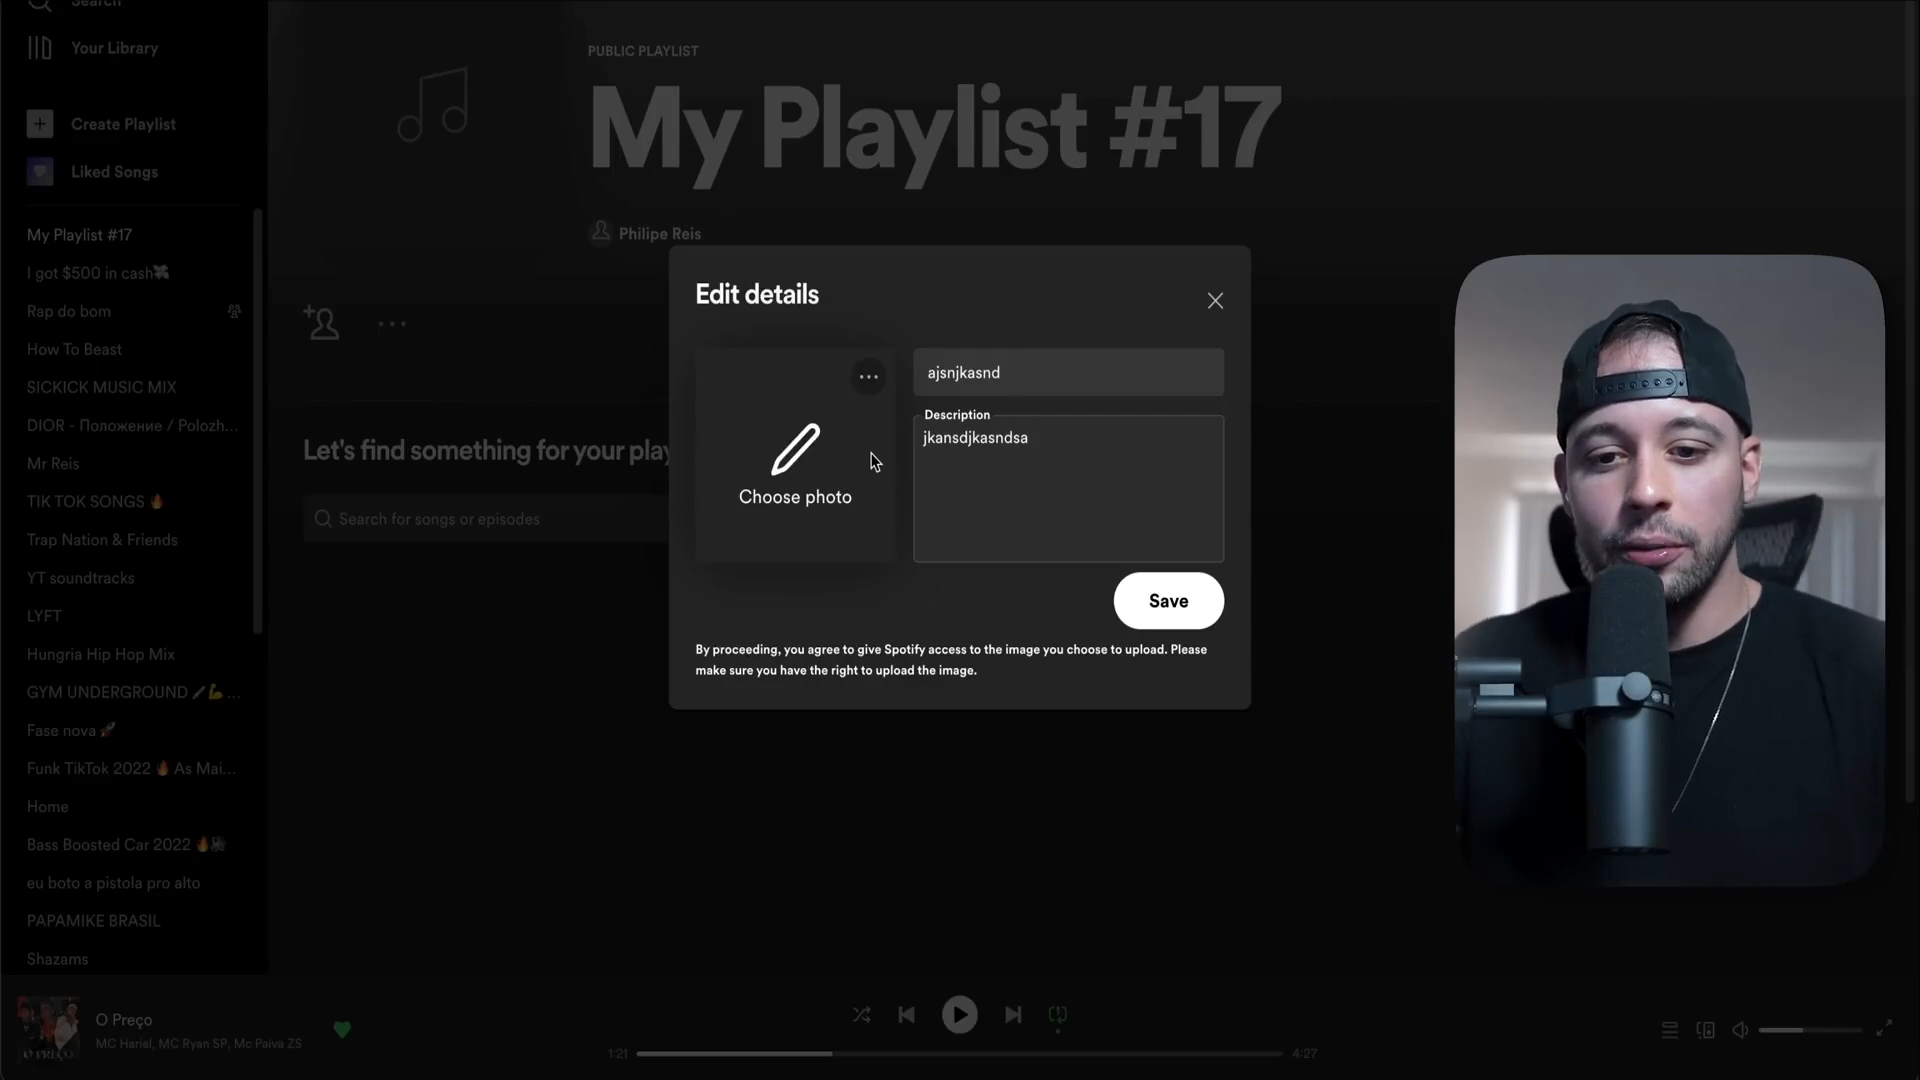 Search
Your Library
Create Playlist
Liked Songs
My Playlist #17
I got $500 in cash💸
Rap do bom
How To Beast
SICKICK MUSIC MIX
DIOR - Положение / Polozh...
Mr Reis
TIK TOK SONGS 🔥
Trap Nation & Friends
YT soundtracks
LYFT
Hungria Hip Hop Mix
GYM UNDERGROUND 🗡💪 ...
Fase nova 🚀
Funk TikTok 2022 🔥 As Mai...
Home
Bass Boosted Car 2022 🔥
eu boto a pistola pro alto
PAPAMIKE BRASIL
Shazams
PUBLIC PLAYLIST
My Playlist #17
Philipe Reis
Let's find something for your play
Search for songs or episodes
Edit details
Choose photo
ajsnjkasnd
Description
jkansdjkasndsa
Save
By proceeding, you agree to give Spotify access to the image you choose to upload. Please
make sure you have the right to upload the image.
O PREÇO
O Preço
MC Hariel, MC Ryan SP, Mc Paiva ZS
1:21
4:27